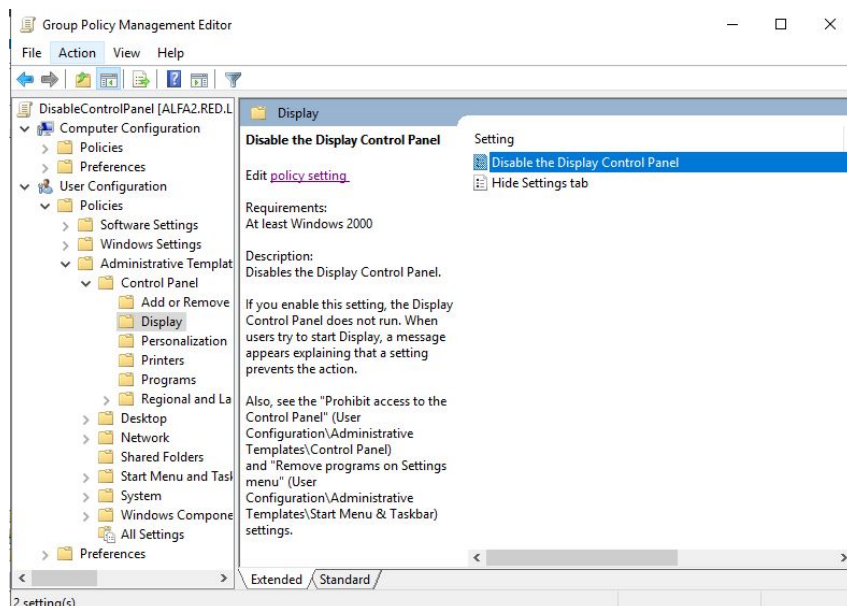 Group Policy Management Editor
File Action View Help
DisableControlPanel [ALFA2.RED.L
Computer Configuration
Policies
Preferences
User Configuration
Policies
Software Settings
Windows Settings
Administrative Templat
Control Panel
Add or Remove
Display
Personalization
Printers
Programs
Regional and La
Desktop
Network
Shared Folders
Start Menu and Task
System
Windows Compone
All Settings
Preferences
Display
Disable the Display Control Panel
Edit policy setting
Requirements:
At least Windows 2000
Description:
Disables the Display Control Panel.
If you enable this setting, the Display
Control Panel does not run. When
users try to start Display, a message
appears explaining that a setting
prevents the action.
Also, see the "Prohibit access to the
Control Panel" (User
Configuration\Administrative
Templates\Control Panel)
and "Remove programs on Settings
menu" (User
Configuration\Administrative
Templates\Start Menu & Taskbar)
settings.
Setting
Disable the Display Control Panel
Hide Settings tab
Extended Standard
2 setting(s)